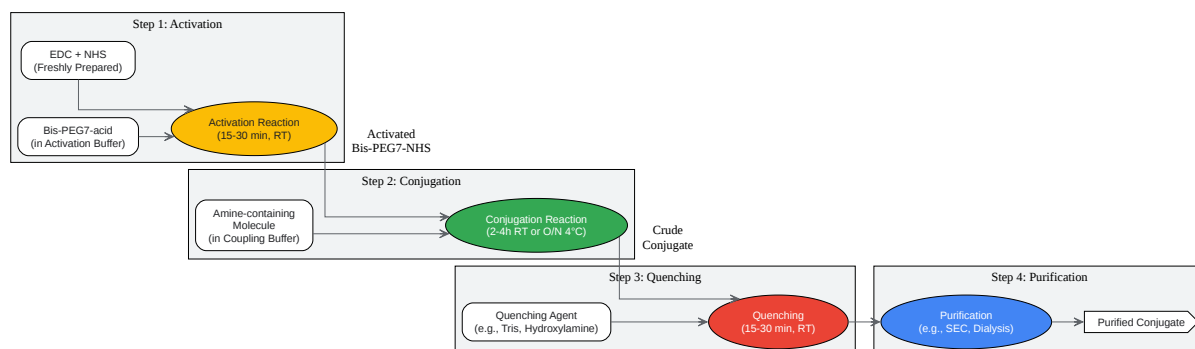 Step 1: Activation
EDC + NHS
(Freshly Prepared)
Bis-PEG7-acid
(in Activation Buffer)
Activation Reaction
(15-30 min, RT)
Activated
Bis-PEG7-NHS
Step 2: Conjugation
Amine-containing
Molecule
(in Coupling Buffer)
Conjugation Reaction
(2-4h RT or O/N 4°C)
Crude
Conjugate
Step 3: Quenching
Quenching Agent
(e.g., Tris, Hydroxylamine)
Quenching
(15-30 min, RT)
Step 4: Purification
Purification
(e.g., SEC, Dialysis)
Purified Conjugate